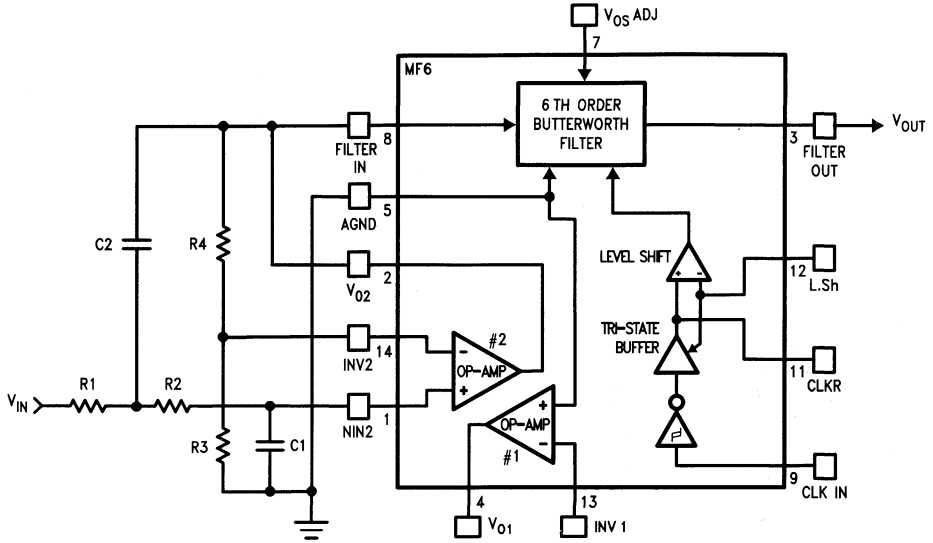 V_OS ADJ
7
MF6
6 TH ORDER
BUTTERWORTH
FILTER
8
FILTER
IN
3
FILTER
OUT
V_OUT
5
AGND
C2
R4
LEVEL SHIFT
+ -
12
L.Sh
2
V_O2
#2
TRI-STATE
BUFFER
14
INV2
-
OP-AMP
+
11
CLKR
V_IN
R1
R2
1
NIN2
+
OP-AMP
-
#1
R3
C1
9
CLK IN
4
13
V_O1
INV 1